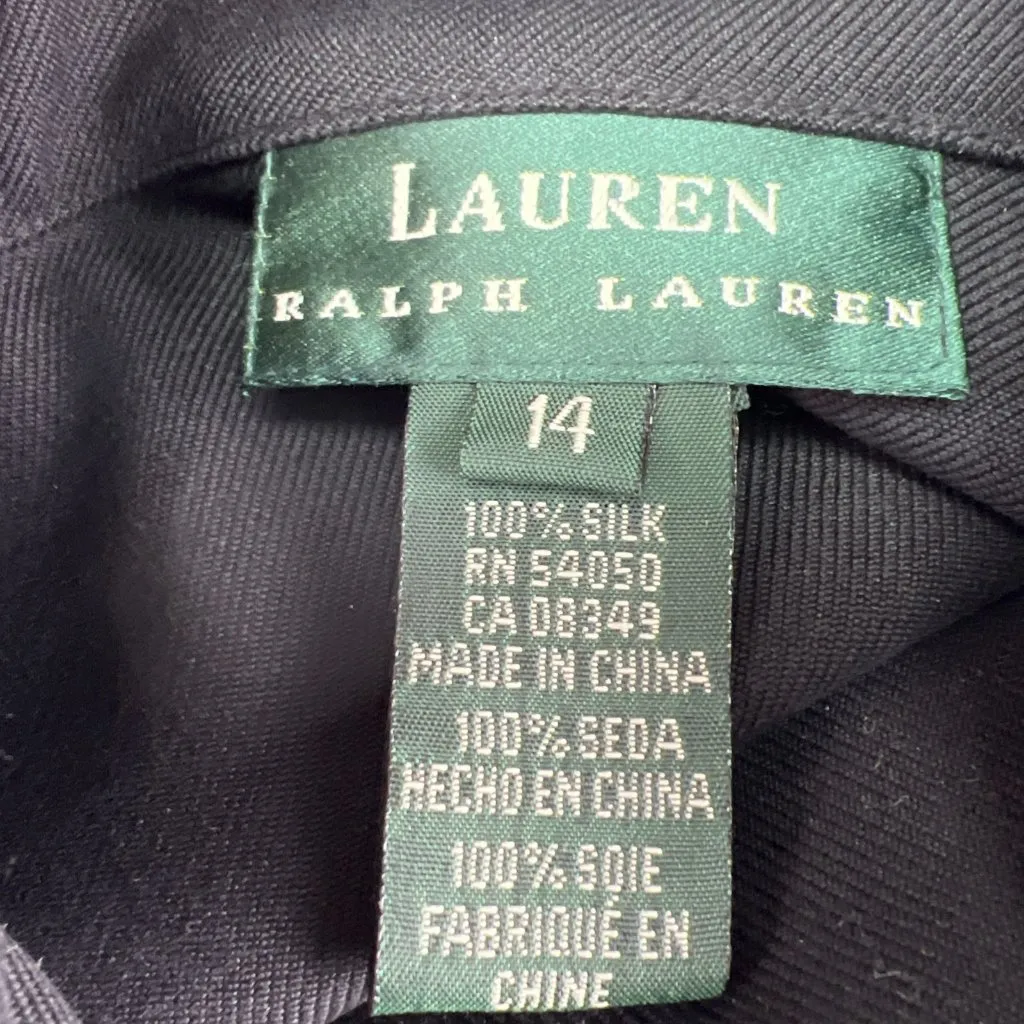 LAUREN
RALPH LAUREN
14
100% SILK
RN 54050
CA 08349
MADE IN CHINA
100% SEDA
HECHO EN CHINA
100% SOIE
FABRIQUÉ EN
CHINE